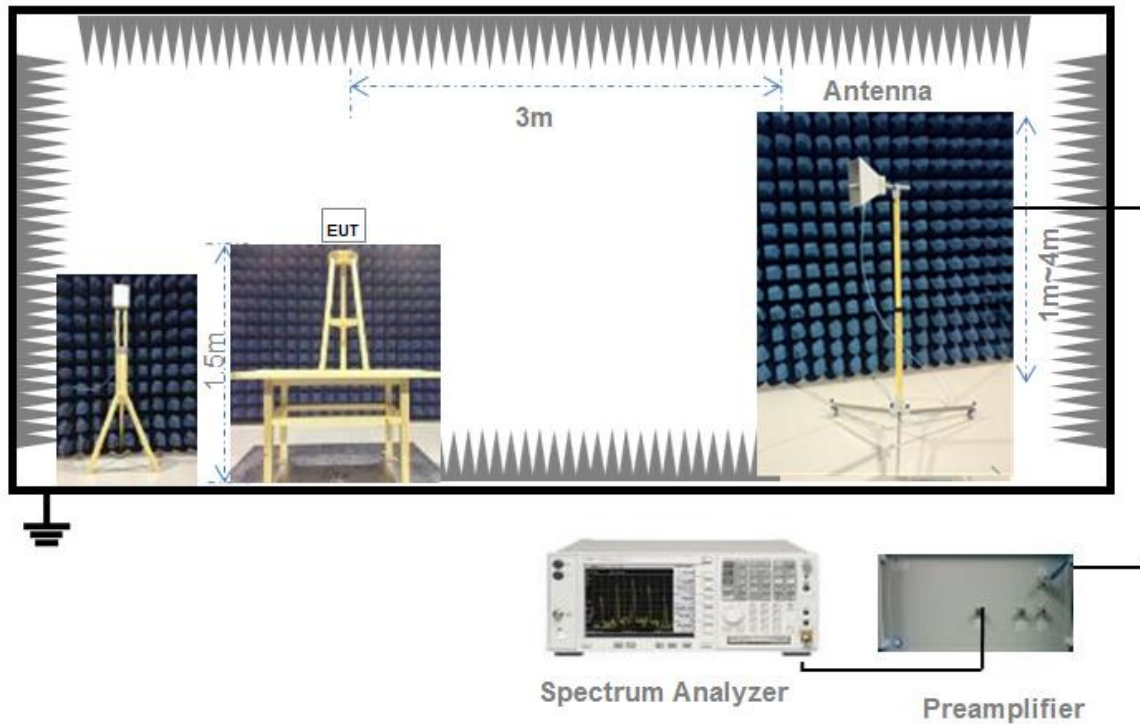 Antenna
3m
EUT
1.5m
1m~4m
Spectrum Analyzer
Preamplifier